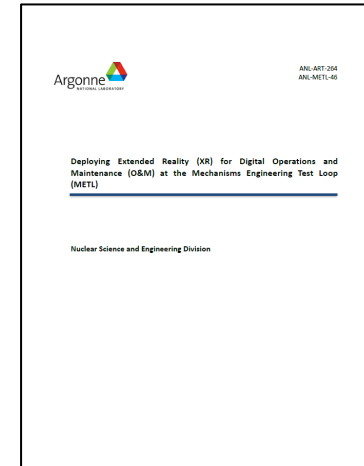 Argonne
NATIONAL LABORATORY
ANL-ART-264
ANL-METL-46
Deploying Extended Reality (XR) for Digital Operations and
Maintenance (O&M) at the Mechanisms Engineering Test Loop
(METL)
Nuclear Science and Engineering Division